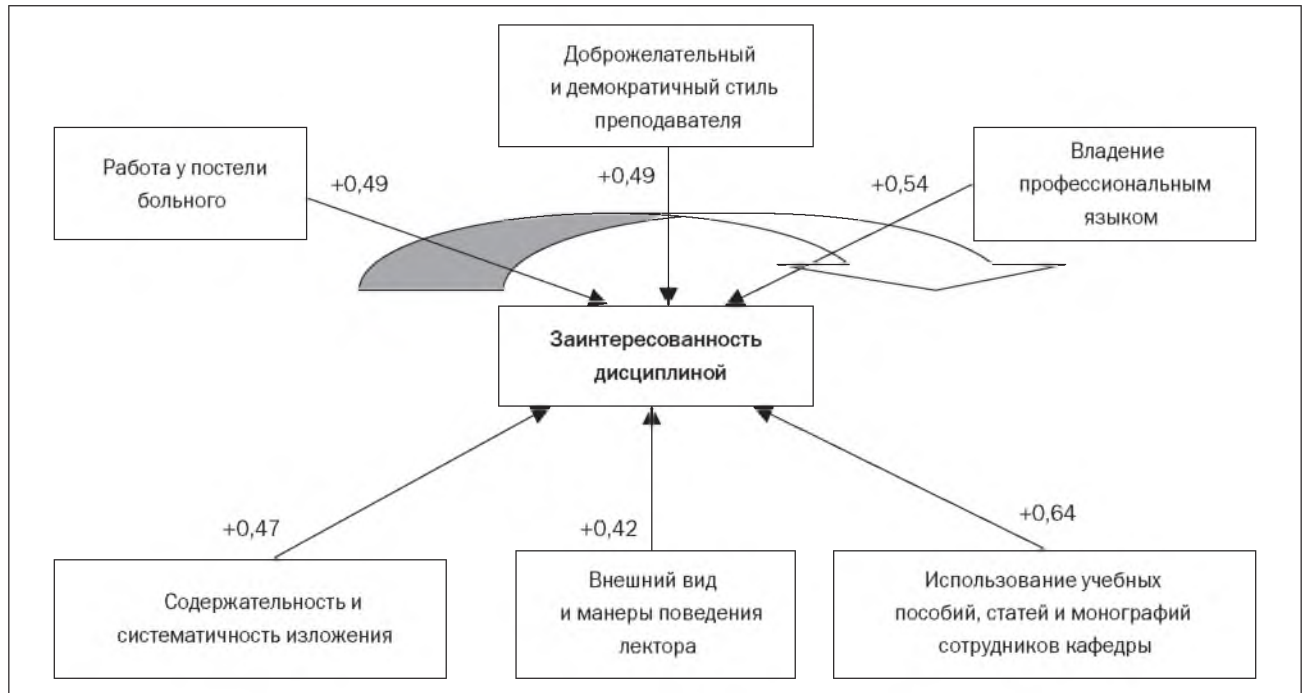 Доброжелательный
и демократичный стиль
преподавателя
Работа у постели
больного
Владение
профессиональным
языком
+0,49
+0,49
+0,54
Заинтересованность
дисциплиной
+0,47
+0,42
+0,64
Содержательность и
систематичность изложения
Внешний вид
и манеры поведения
лектора
Использование учебных
пособий, статей и монографий
сотрудников кафедры